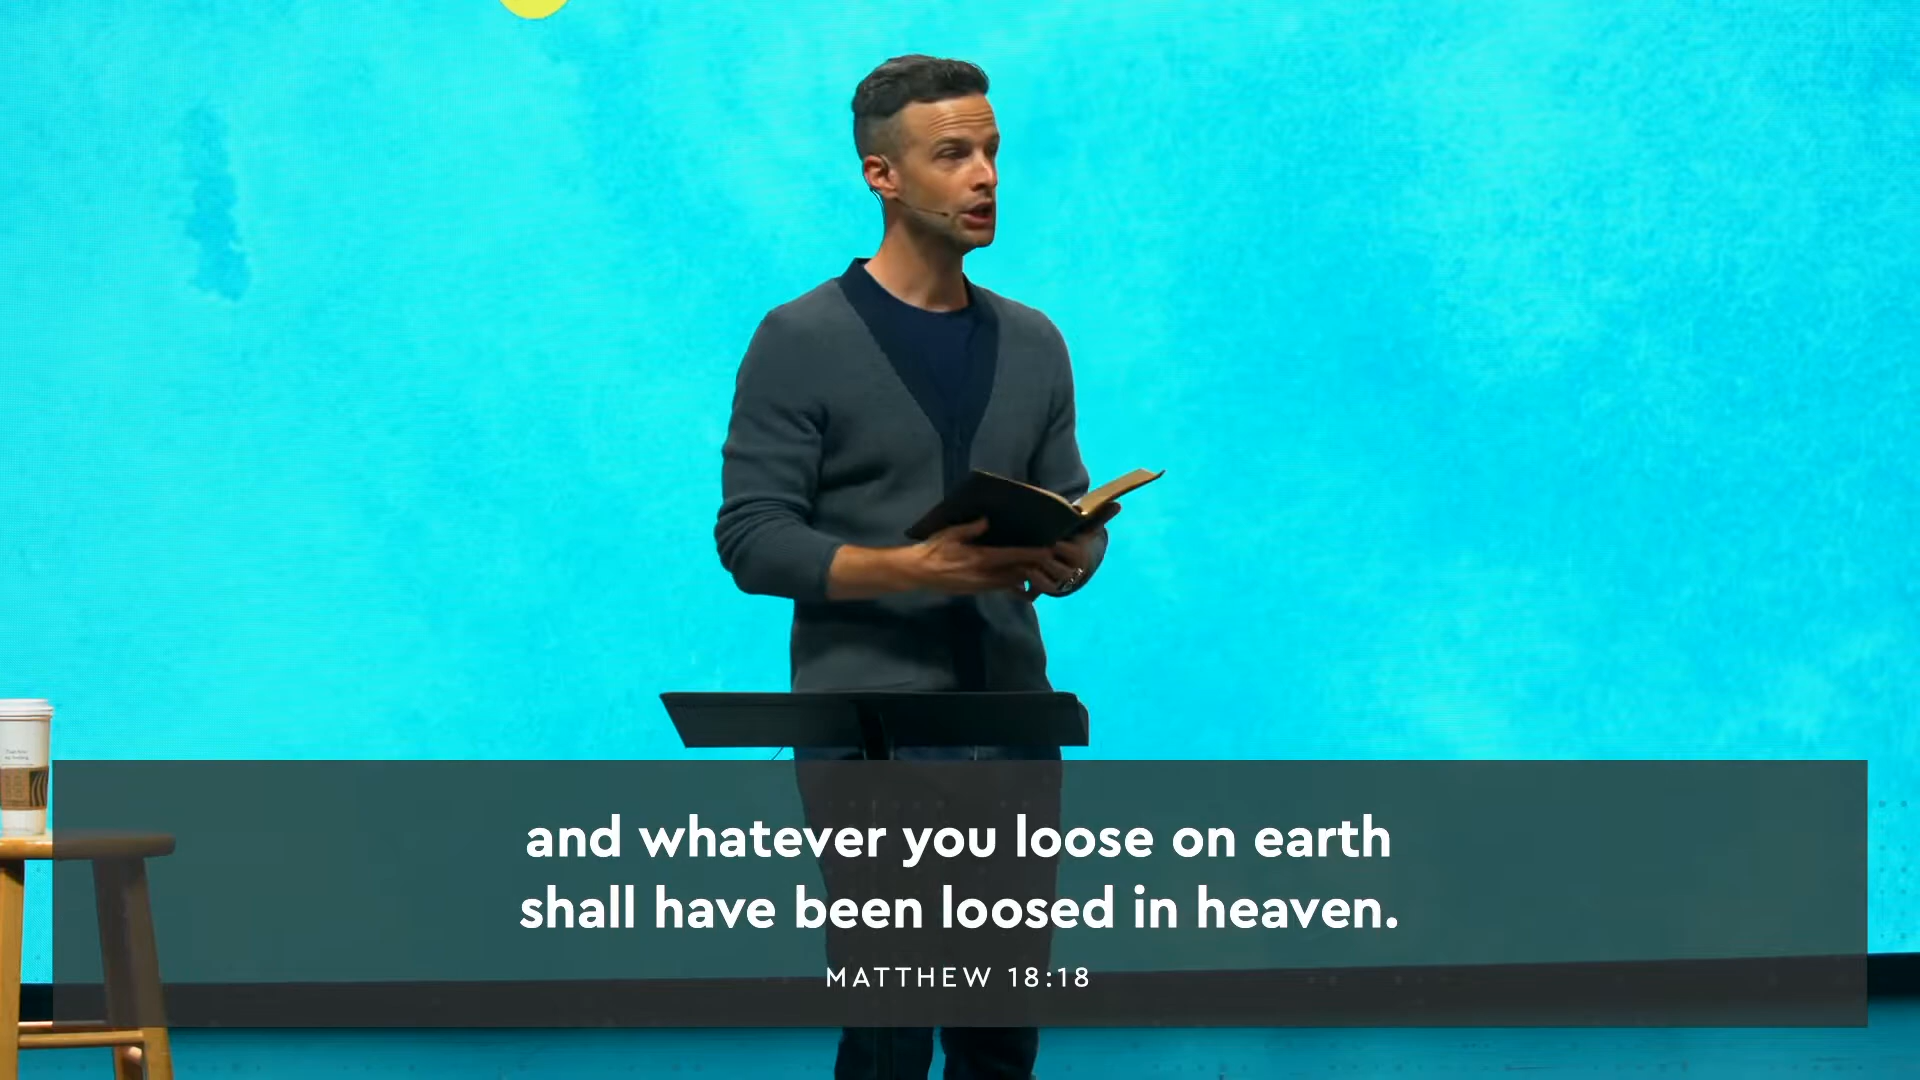 and whatever you loose on earth
shall have been loosed in heaven.
MATTHEW 18:18